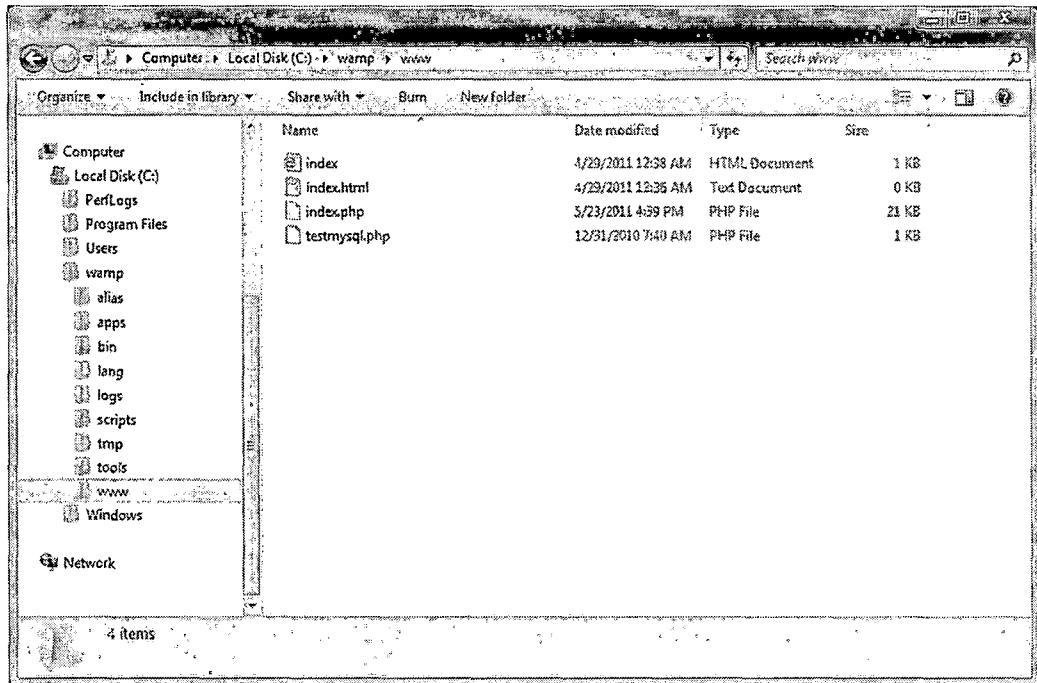 Computer Local Disk (C:) wamp www Search www
Organize Include in library Share with Burn New folder
Name Date modified Type Size
index 4/29/2011 12:38 AM HTML Document 1 KB
index.html 4/29/2011 12:36 AM Text Document 0 KB
index.php 5/23/2011 4:39 PM PHP File 21 KB
testmysql.php 12/31/2010 7:40 AM PHP File 1 KB
Computer
Local Disk (C:)
PerfLogs
Program Files
Users
wamp
alias
apps
bin
lang
logs
scripts
tmp
tools
www
Windows
Network
4 items